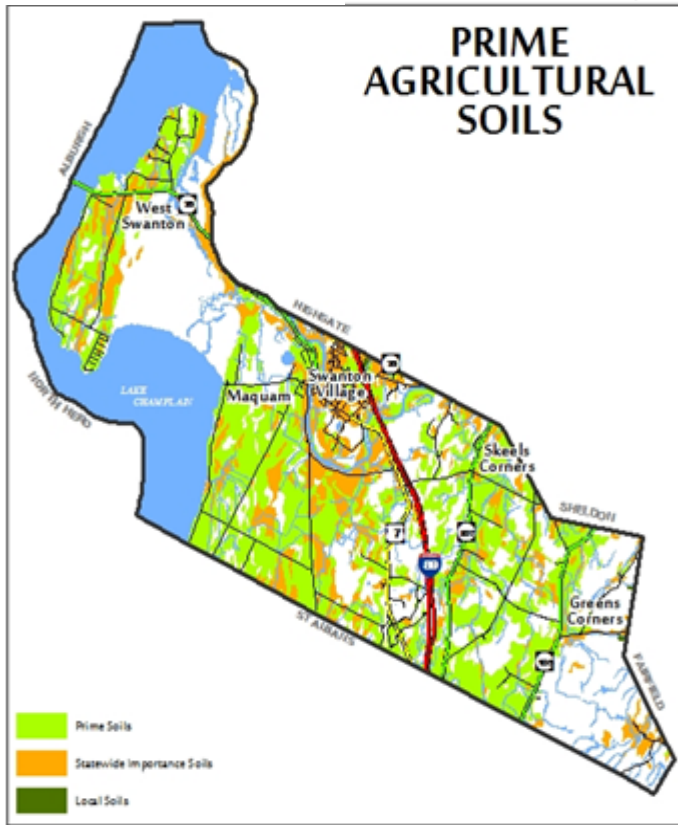 PRIME
AGRICULTURAL
SOILS
ALBURGH
West
Swanton
HIGHGATE
NORTH HERO
LAKE
CHAMPLAIN
Maquam
Swanton
Village
Skeels
Corners
SHELDON
7
ST ALBANS
Greens
Corners
FAIRFIELD
Prime Soils
Statewide Importance Soils
Local Soils